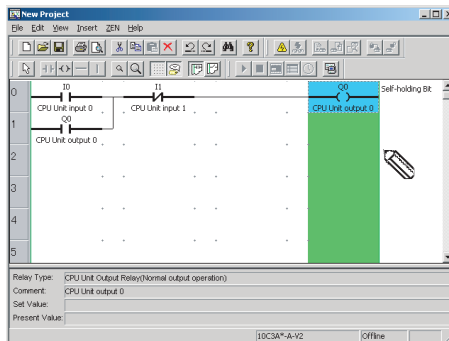 New Project
File Edit View Insert ZEN Help
0 I0 I1 Q0 Self-holding Bit
CPU Unit input 0 CPU Unit input 1 CPU Unit output 0
1 Q0
CPU Unit output 0
2
3
4
5
Relay Type: CPU Unit Output Relay(Normal output operation)
Comment: CPU Unit output 0
Set Value:
Present Value:
10C3A*-A-V2 Offline